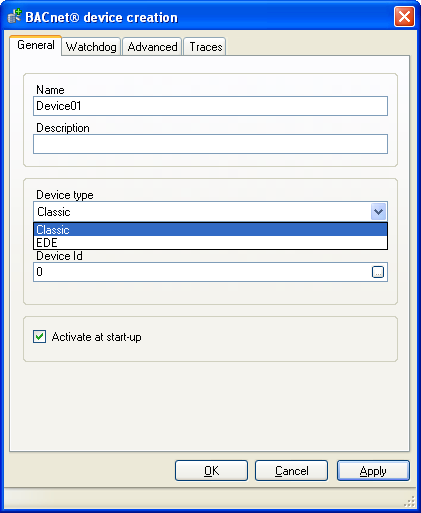 BACnet® device creation
General Watchdog Advanced Traces
Name
Device01
Description
Device type
Classic
Classic
EDE
Device Id
0
...
Activate at start-up
OK Cancel Apply